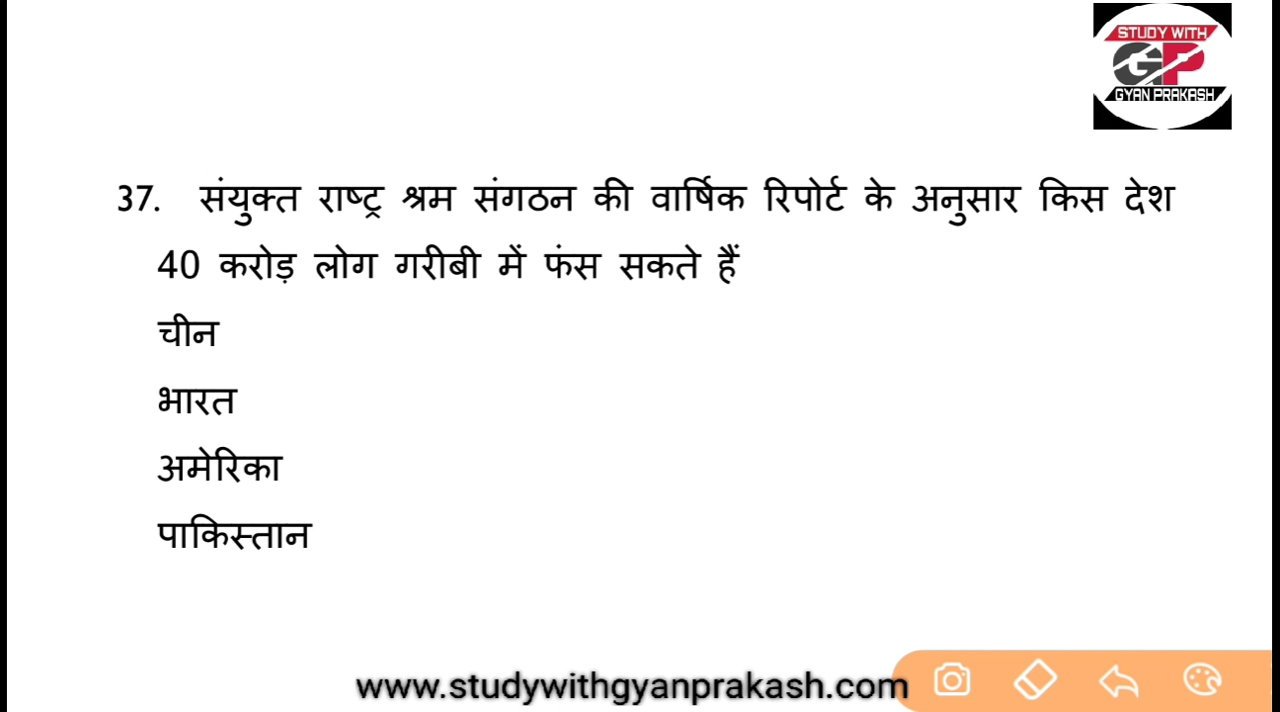 STUDY WITH
GP
GYAN PRAKASH
37. संयुक्त राष्ट्र श्रम संगठन की वार्षिक रिपोर्ट के अनुसार किस देश
40 करोड़ लोग गरीबी में फंस सकते हैं
चीन
भारत
अमेरिका
पाकिस्तान
www.studywithgyanprakash.com